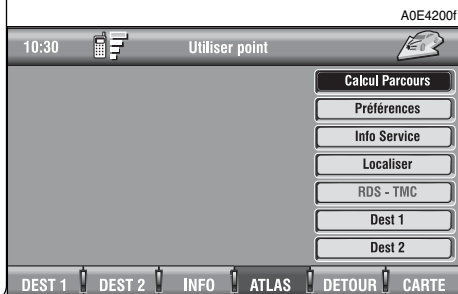 A0E4200f
10:30 Utiliser point
Calcul Parcours
Préférences
Info Service
Localiser
RDS - TMC
Dest 1
Dest 2
DEST 1 DEST 2 INFO ATLAS DETOUR CARTE